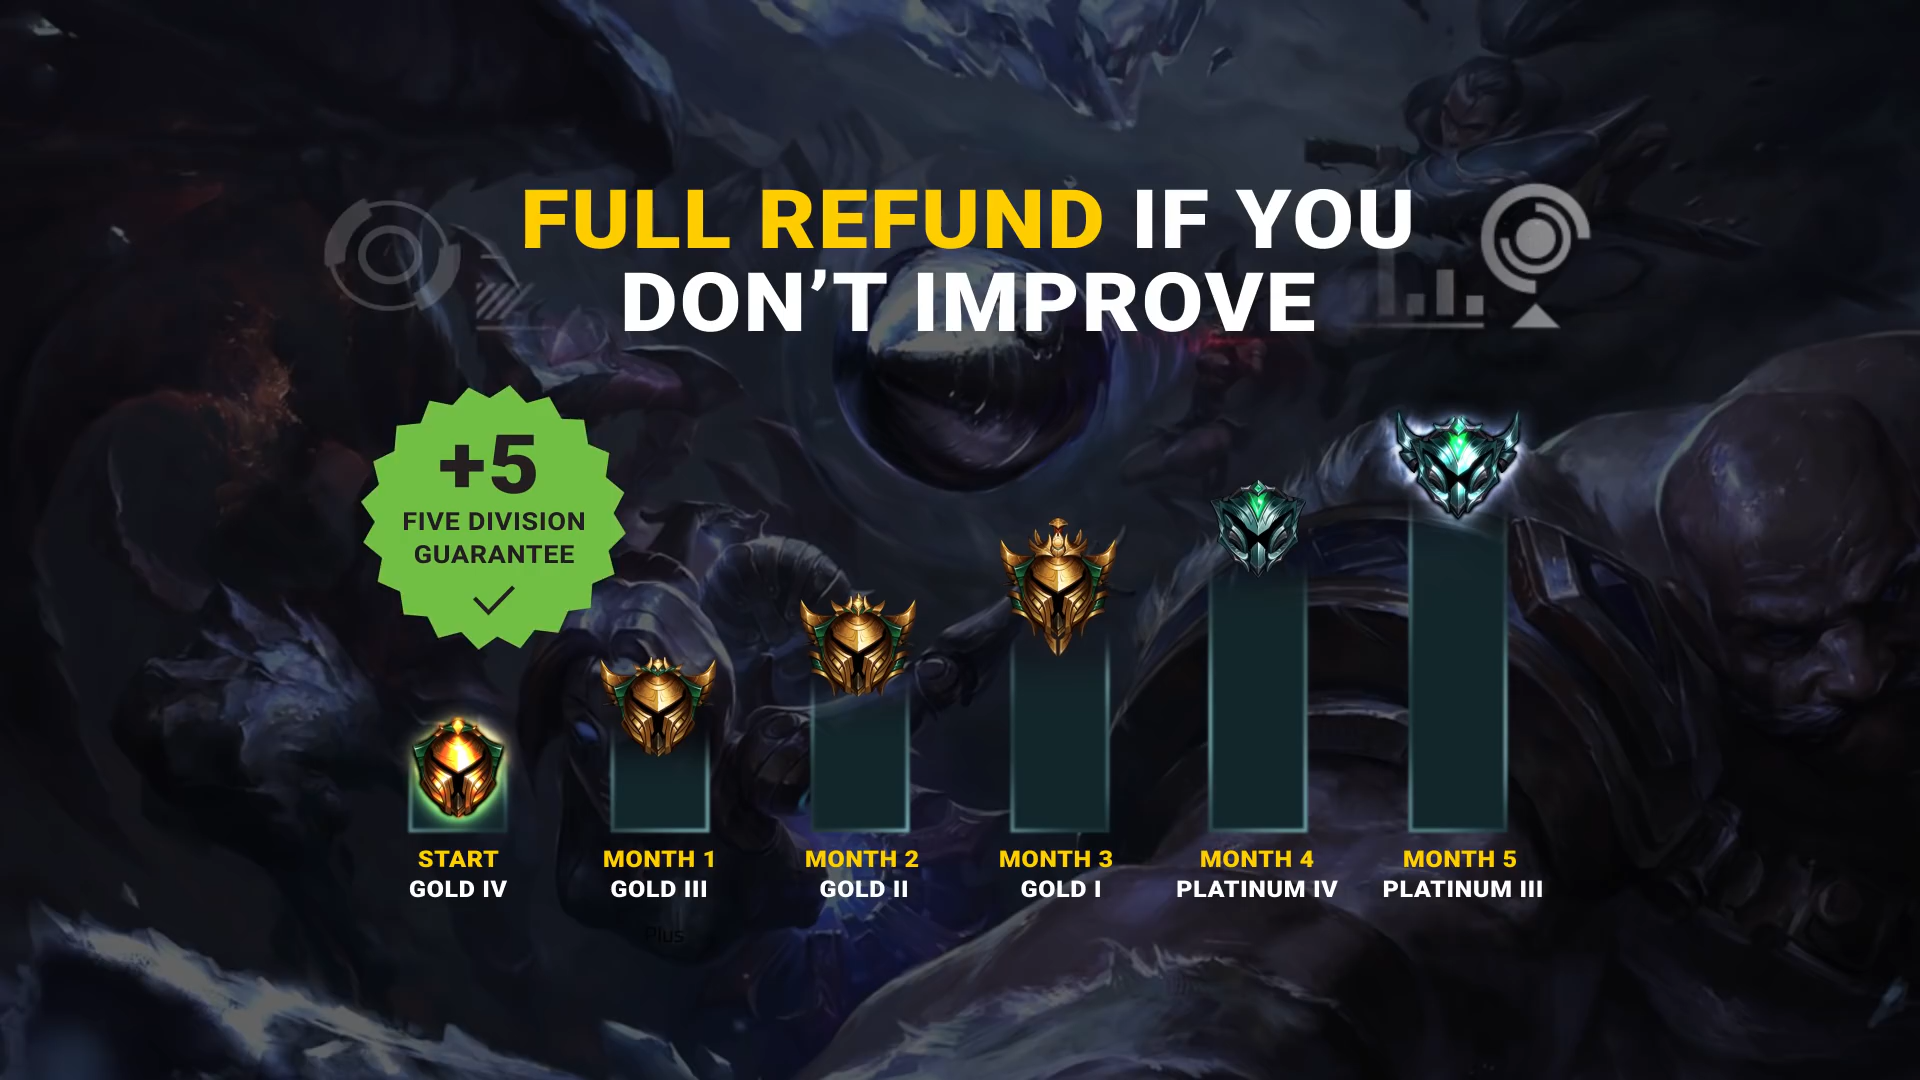 FULL REFUND IF YOU
DON’T IMPROVE
+5
FIVE DIVISION
GUARANTEE
START
GOLD IV
MONTH 1
GOLD III
MONTH 2
GOLD II
MONTH 3
GOLD I
MONTH 4
PLATINUM IV
MONTH 5
PLATINUM III
Plus